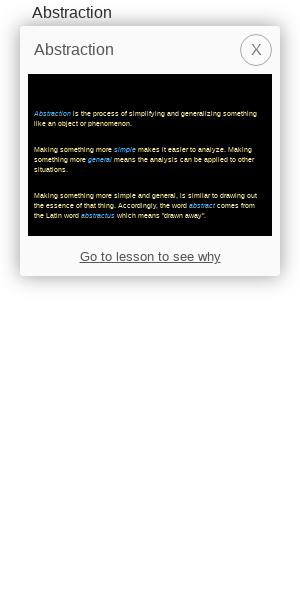 Abstraction
Abstraction
X
Abstraction is the process of simplifying and generalizing something
like an object or phenomenon.
Making something more simple makes it easier to analyze. Making
something more general means the analysis can be applied to other
situations.
Making something more simple and general, is similar to drawing out
the essence of that thing. Accordingly, the word abstract comes from
the Latin word abstractus which means "drawn away".
Go to lesson to see why